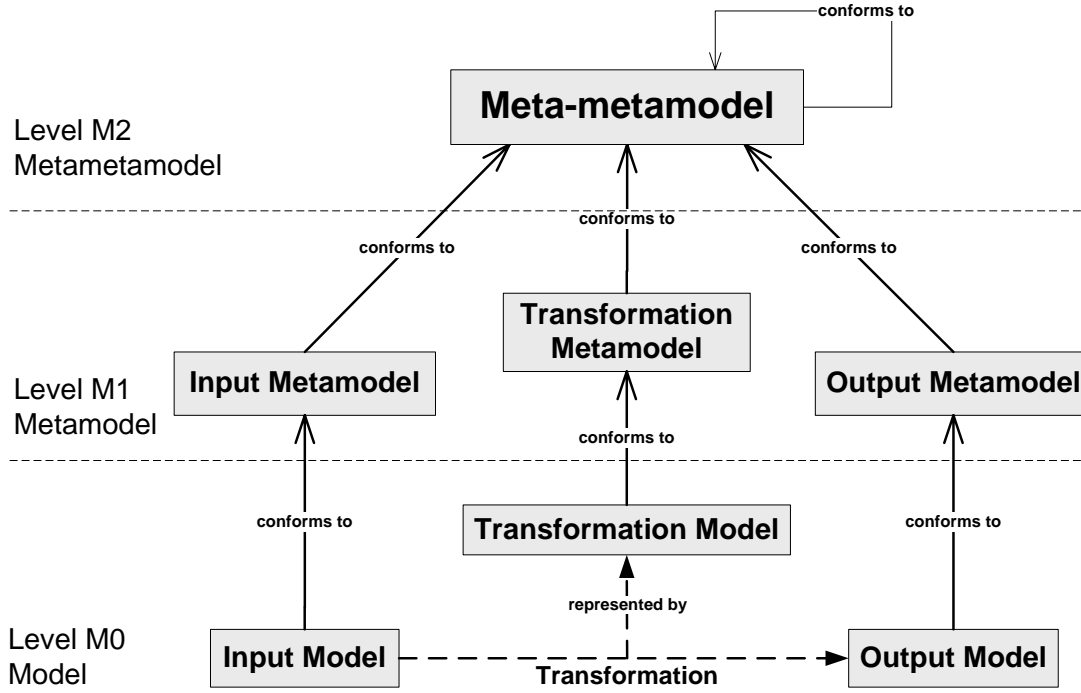 conforms to
Meta-metamodel
Level M2
Metametamodel
conforms to
conforms to
conforms to
Transformation
Metamodel
Input Metamodel
Output Metamodel
Level M1
Metamodel
conforms to
conforms to
conforms to
Transformation Model
represented by
Level M0
Model
Input Model
Transformation
Output Model